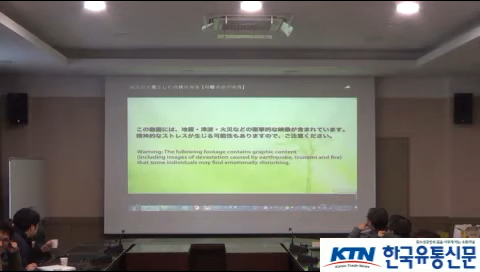 この動画には、地震・津波・火災などの衝撃的な映像が含まれています。
精神的なストレスが生じる可能性もありますので、ご注意ください。
Warning: The following footage contains graphic content
(including images of devastation caused by earthquake, tsunami and fire)
that some individuals may find emotionally disturbing.
KTN 한국유통신문
Korea Trade News